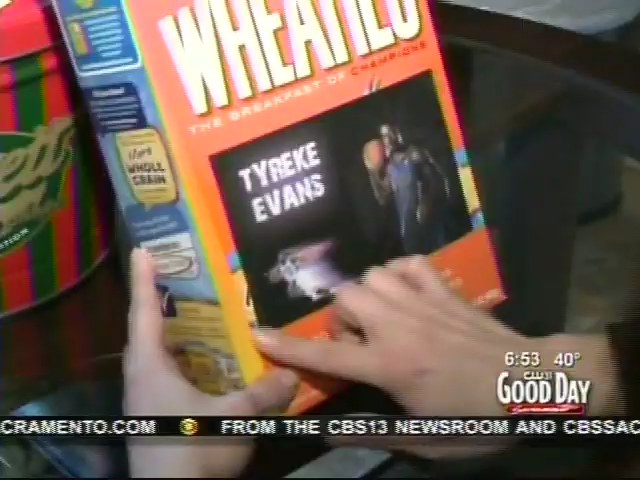 WHEATIES
THE BREAKFAST OF CHAMPIONS
WHOLE
GRAIN
TYREKE
EVANS
6:53 40°
CW31
GOOD DAY
CRAMENTO.COM FROM THE CBS13 NEWSROOM AND CBSSAC